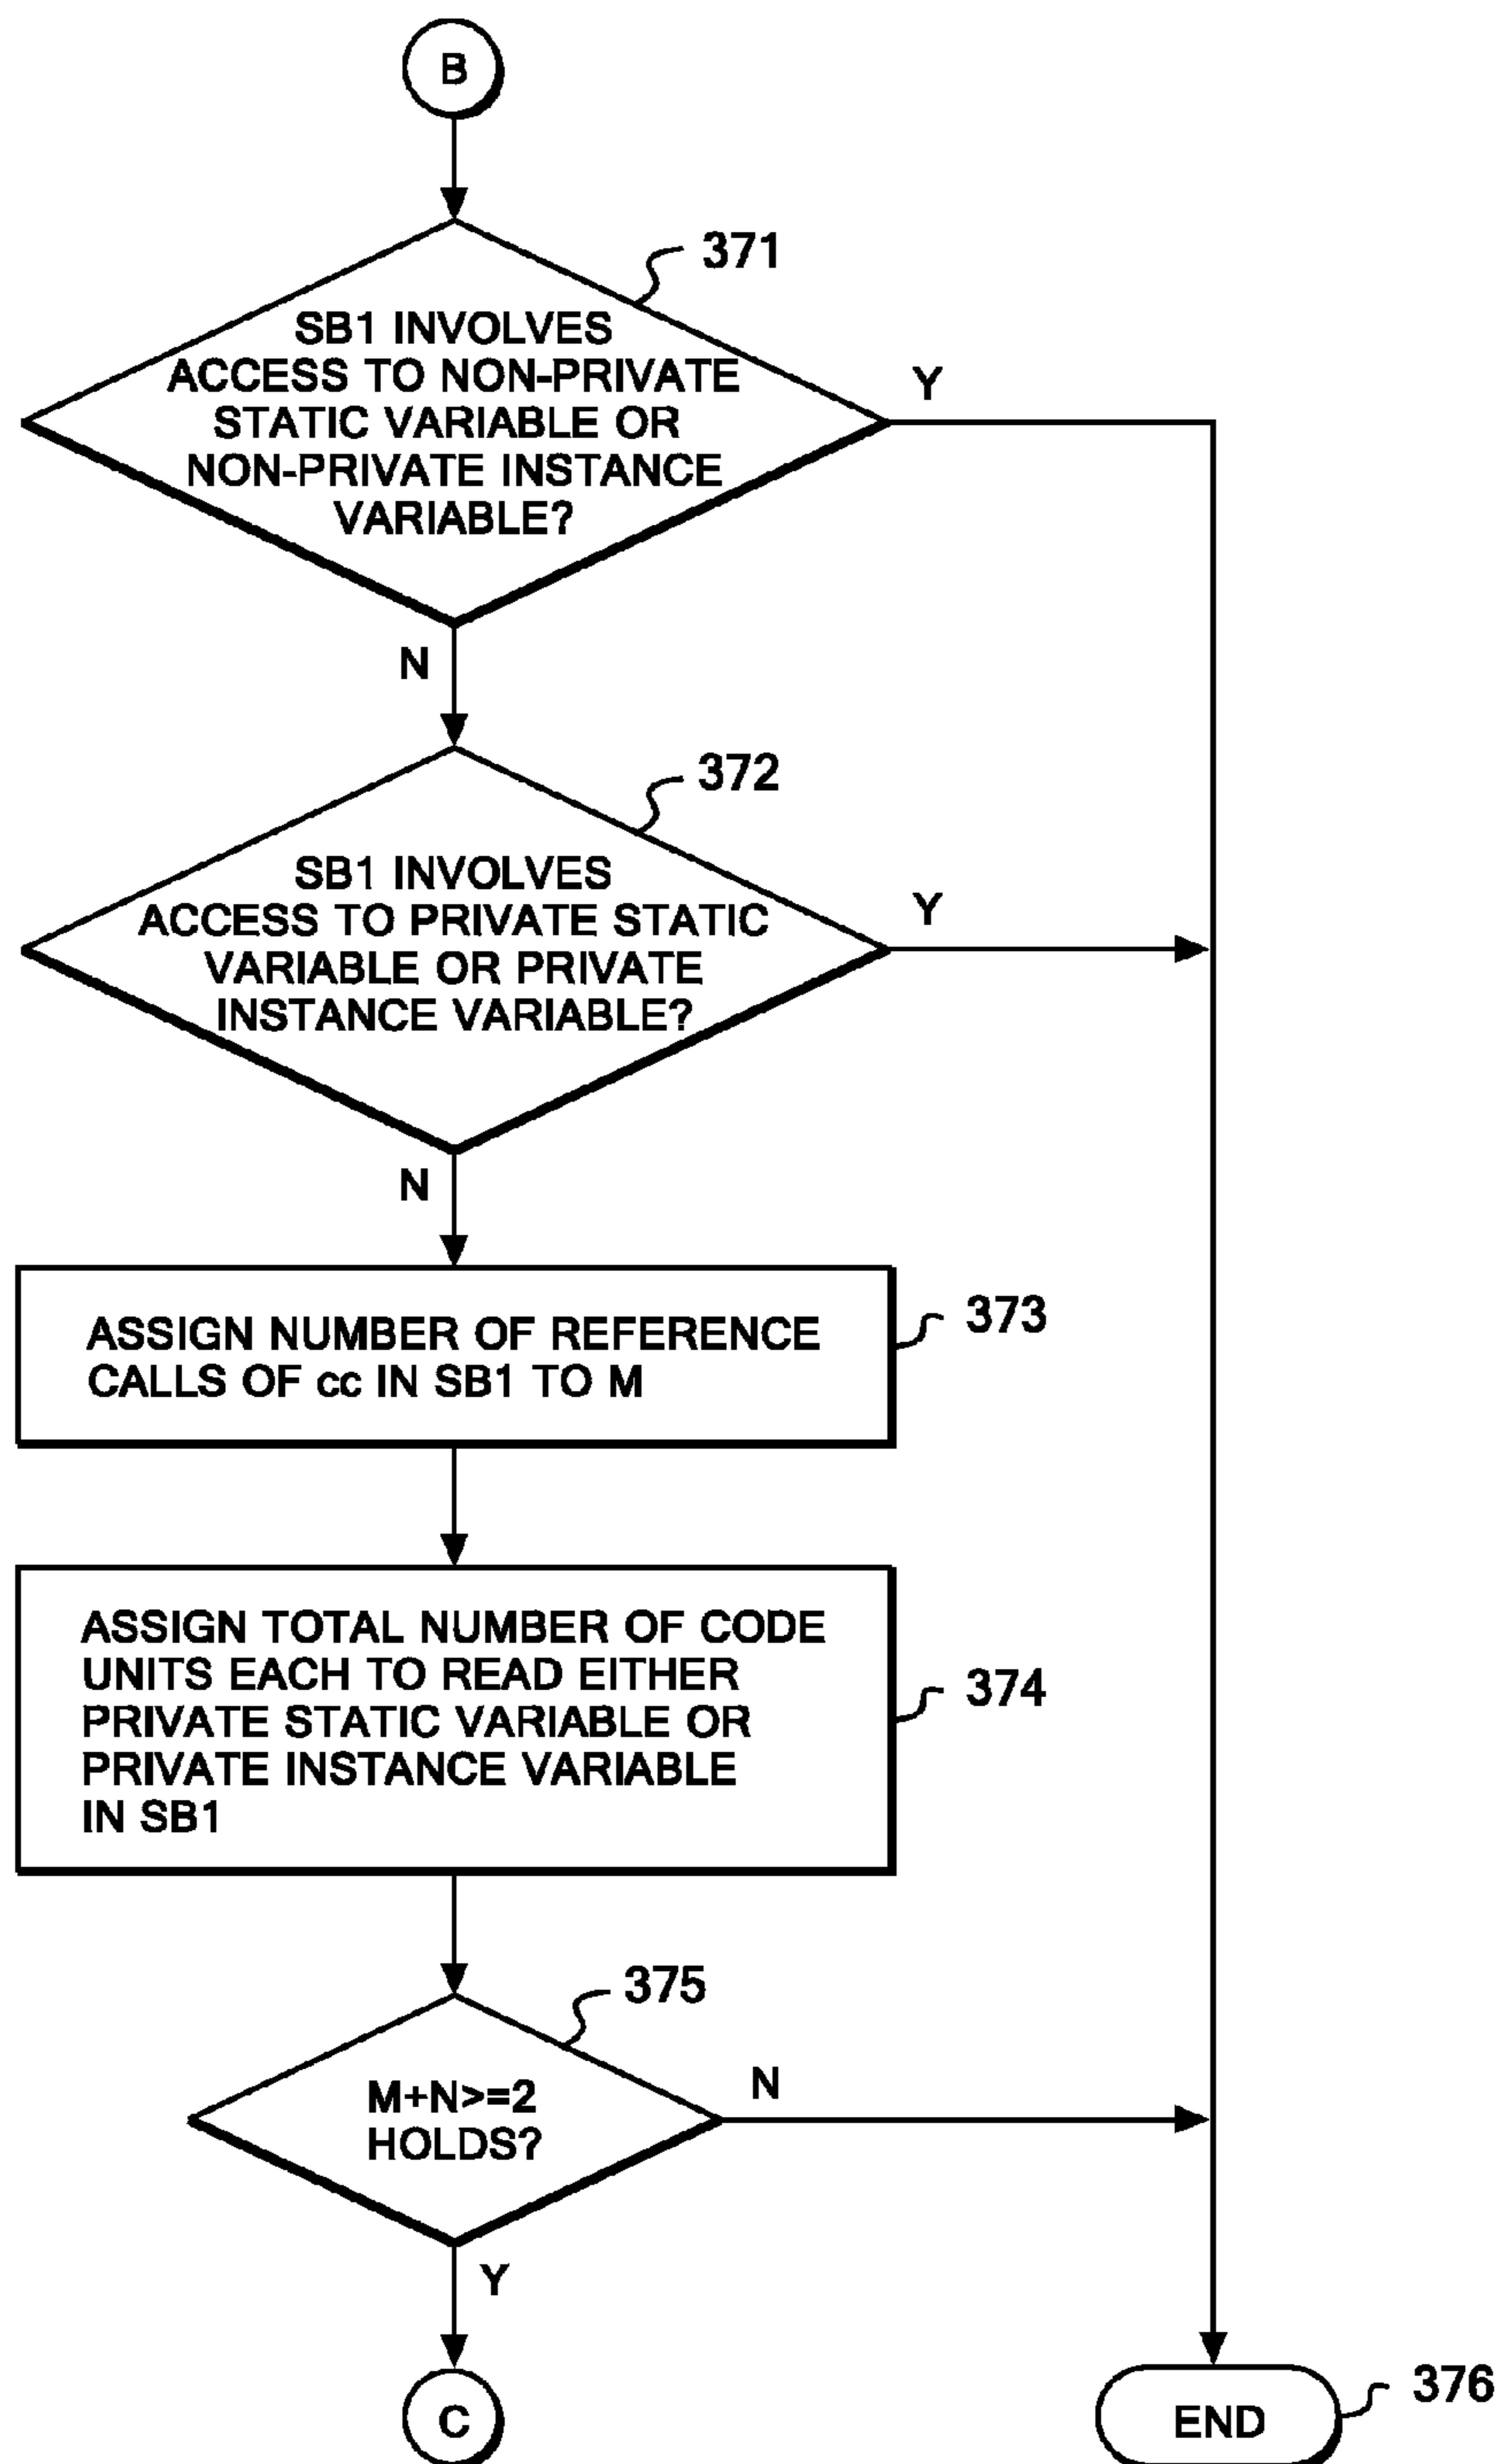 B
371
SB1 INVOLVES
ACCESS TO NON-PRIVATE
STATIC VARIABLE OR
NON-PRIVATE INSTANCE
VARIABLE?
Y
N
372
SB1 INVOLVES
ACCESS TO PRIVATE STATIC
VARIABLE OR PRIVATE
INSTANCE VARIABLE?
Y
N
373
ASSIGN NUMBER OF REFERENCE
CALLS OF cc IN SB1 TO M
374
ASSIGN TOTAL NUMBER OF CODE
UNITS EACH TO READ EITHER
PRIVATE STATIC VARIABLE OR
PRIVATE INSTANCE VARIABLE
IN SB1
375
M+N>=2
HOLDS?
N
Y
C
END
376